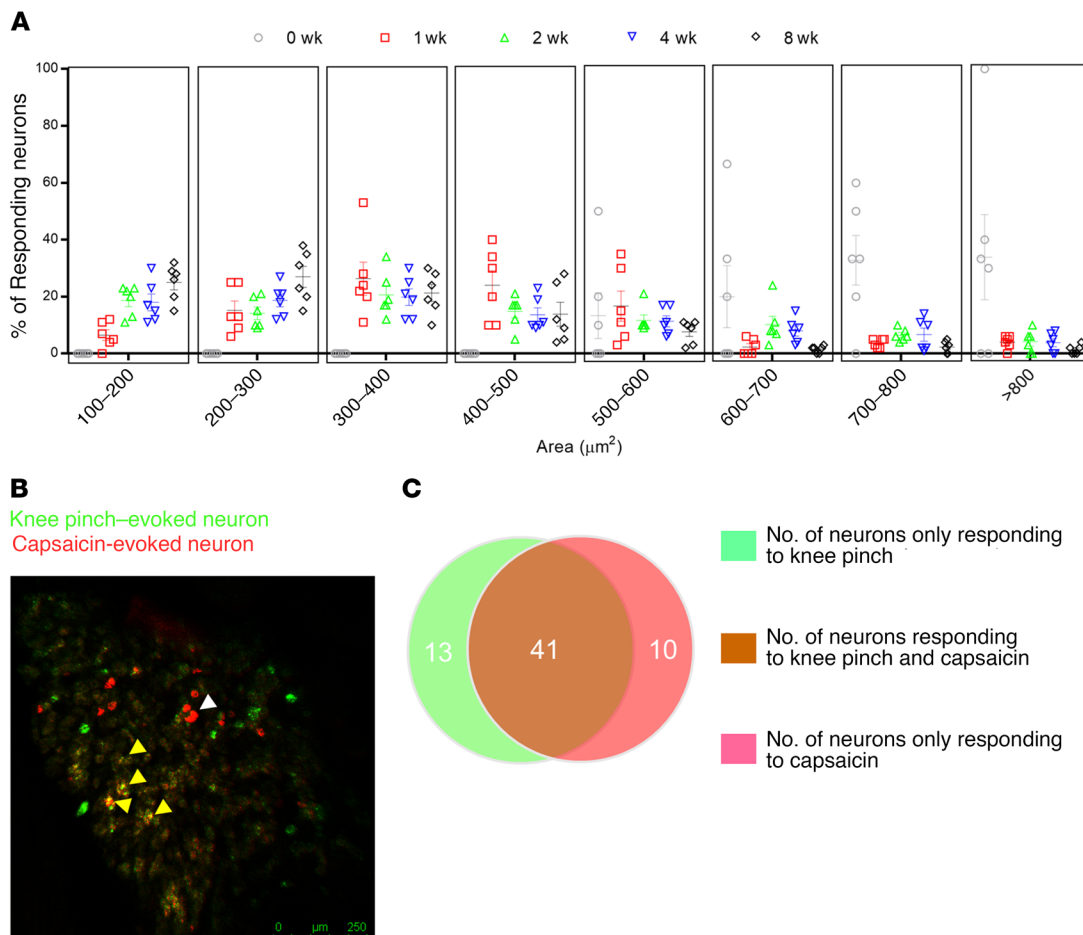 A
0 wk 1 wk 2 wk 4 wk 8 wk
% of Responding neurons
100
80
60
40
20
0
100–200 200–300 300–400 400–500 500–600 600–700 700–800 >800
Area (μm²)
B
Knee pinch–evoked neuron
Capsaicin-evoked neuron
0 μm 250
C
13 41 10
No. of neurons only responding
to knee pinch
No. of neurons responding
to knee pinch and capsaicin
No. of neurons only responding
to capsaicin